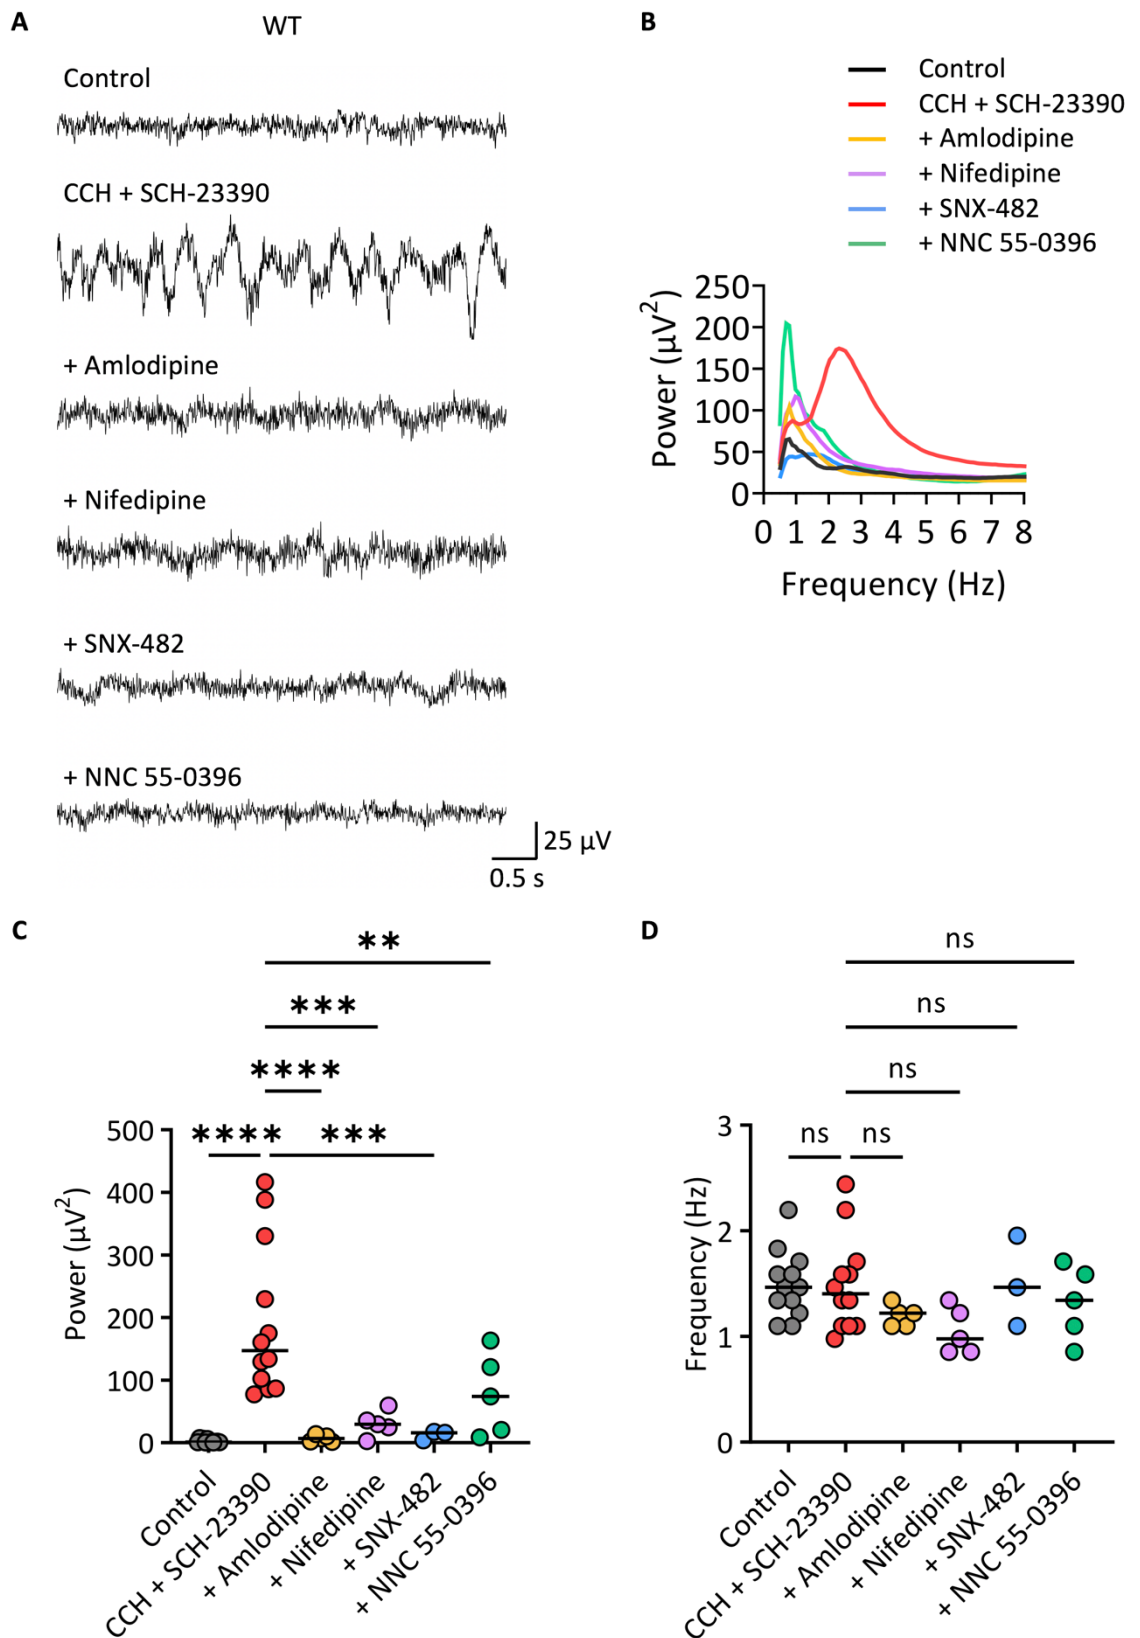 A
WT
Control
CCH + SCH-23390
+ Amlodipine
+ Nifedipine
+ SNX-482
+ NNC 55-0396
25 µV
0.5 s
B
Control
CCH + SCH-23390
+ Amlodipine
+ Nifedipine
+ SNX-482
+ NNC 55-0396
Power (µV²)
250
200
150
100
50
0
0 1 2 3 4 5 6 7 8
Frequency (Hz)
C
**
***
****
**** ***
Power (µV²)
500
400
300
200
100
0
Control
CCH + SCH-23390
+ Amlodipine
+ Nifedipine
+ SNX-482
+ NNC 55-0396
D
ns
ns
ns
ns ns
Frequency (Hz)
3
2
1
0
Control
CCH + SCH-23390
+ Amlodipine
+ Nifedipine
+ SNX-482
+ NNC 55-0396